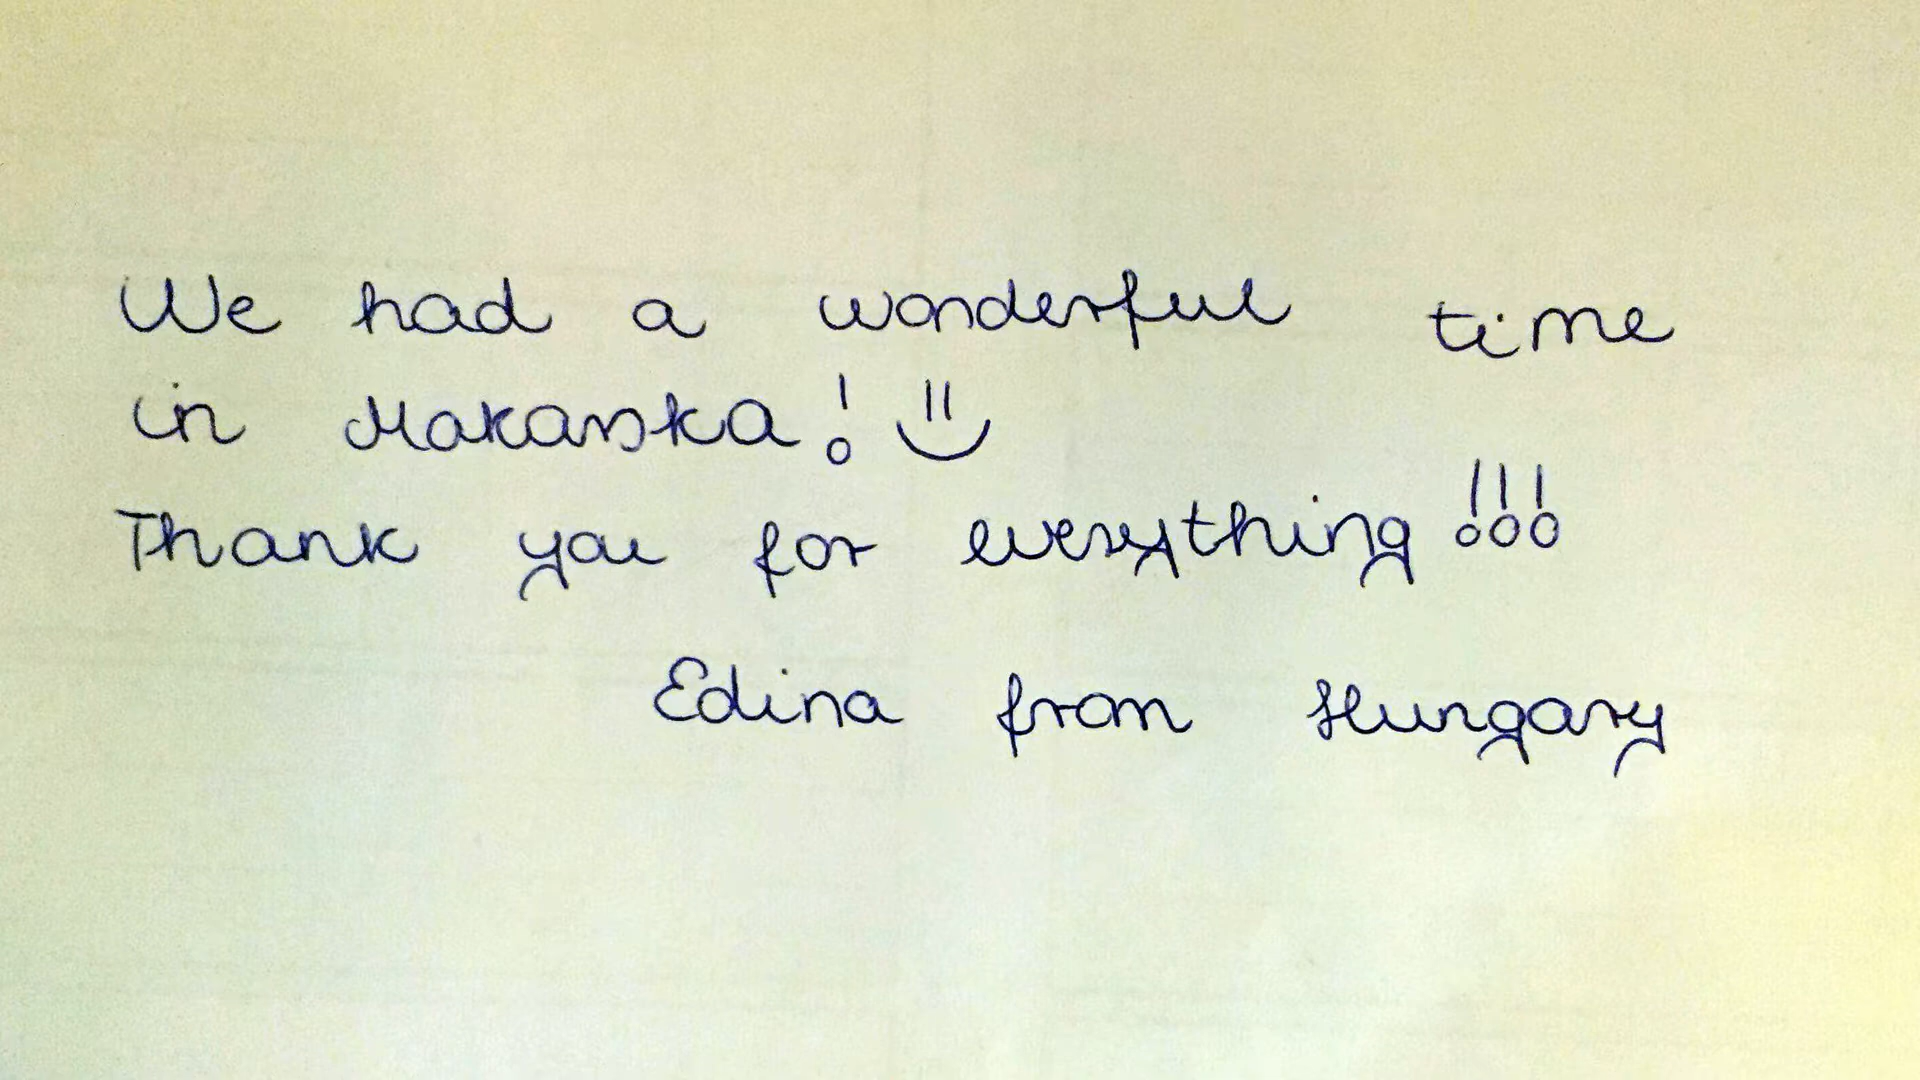 We had a wonderful time
in Makarska! :)
Thank you for everything!!!
Edina from Hungary